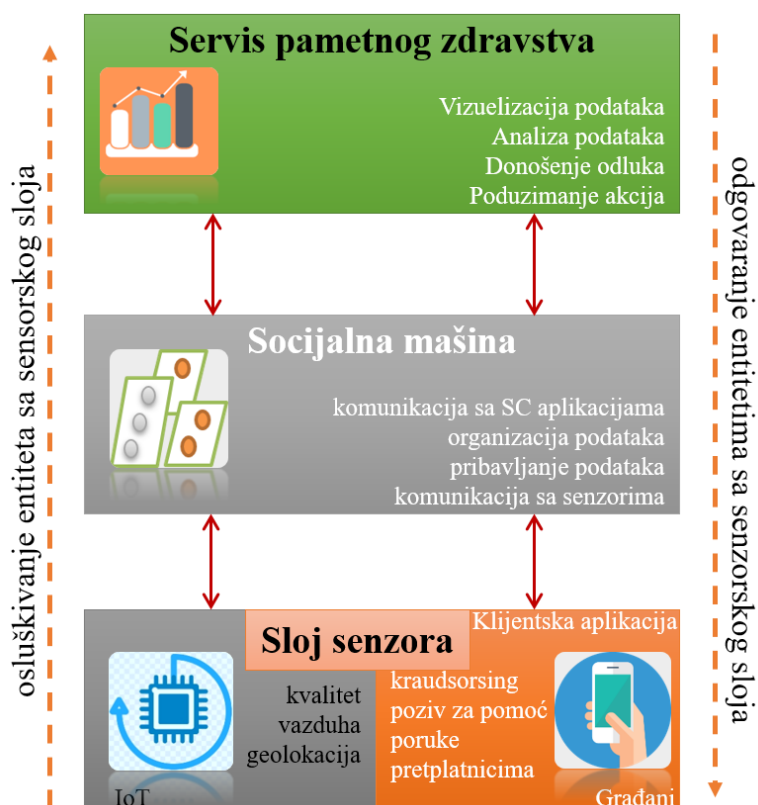 Servis pametnog zdravstva
Vizuelizacija podataka
Analiza podataka
Donošenje odluka
Poduzimanje akcija
osluškivanje entiteta sa sensorskog sloja
odgovaranje entitetima sa senzorskog sloja
Socijalna mašina
komunikacija sa SC aplikacijama
organizacija podataka
pribavljanje podataka
komunikacija sa senzorima
Sloj senzora
Klijentska aplikacija
kvalitet
vazduha
geolokacija
kraudsorsing
poziv za pomoć
poruke
pretplatnicima
IoT
Građani